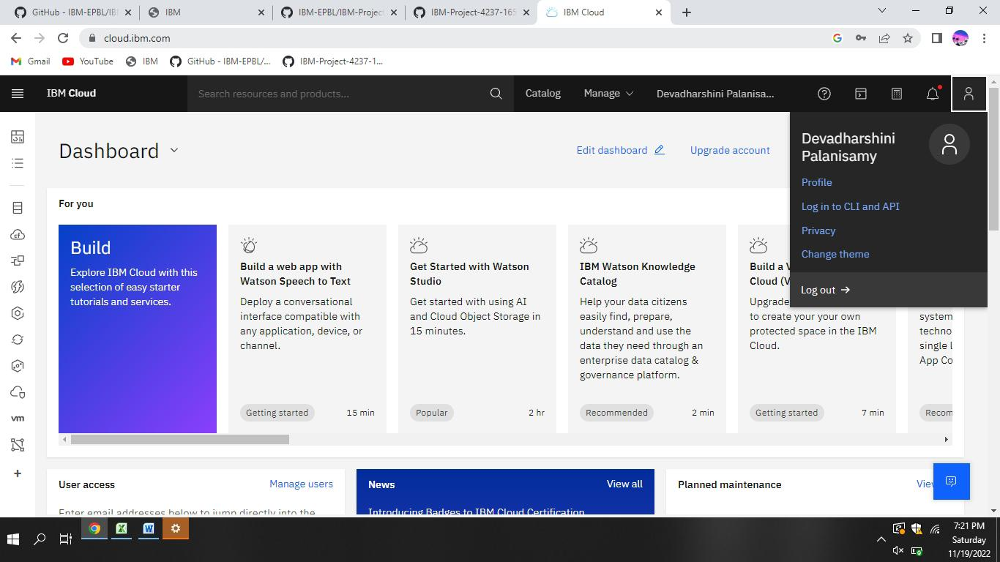 GitHub - IBM-EPBL/IBI
IBM
IBM-EPBL/IBM-Project
IBM-Project-4237-165
IBM Cloud
cloud.ibm.com
Gmail
YouTube
IBM
GitHub - IBM-EPBL/...
IBM-Project-4237-1...
IBM Cloud
Search resources and products...
Catalog
Manage
Devadharshini Palanisa...
Devadharshini
Palanisamy
Profile
Log in to CLI and API
Privacy
Change theme
Log out →
Dashboard
Edit dashboard
Upgrade account
For you
Build
Explore IBM Cloud with this
selection of easy starter
tutorials and services.
Build a web app with
Watson Speech to Text
Deploy a conversational
interface compatible with
any application, device, or
channel.
Getting started
15 min
Get Started with Watson
Studio
Get started with using AI
and Cloud Object Storage in
15 minutes.
Popular
2 hr
IBM Watson Knowledge
Catalog
Help your data citizens
easily find, prepare,
understand and use the
data they need through an
enterprise data catalog &
governance platform.
Recommended
2 min
Build a V
Cloud (V
Upgrade
to create your your own
protected space in the IBM
Cloud.
Getting started
7 min
system
techno
single l
App Co
Recom
vm
User access
Manage users
Enter email addresses below to jump directly into the
News
View all
Introducing Badges to IBM Cloud Certification
Planned maintenance
View
7:21 PM
Saturday
11/19/2022